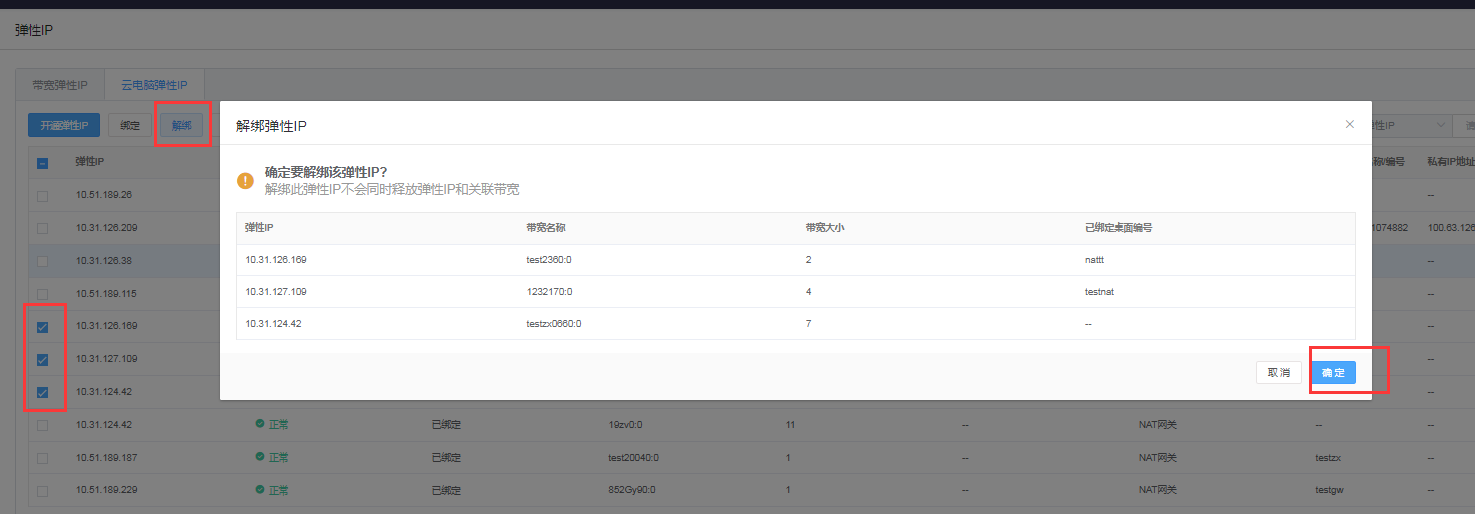 弹性IP
带宽弹性IP 云电脑弹性IP
绑定 解绑
弹性IP
10.51.189.26
10.31.126.209
10.31.126.38
10.51.189.115
10.31.126.169
10.31.127.109
10.31.124.42
解绑弹性IP
确定要解绑该弹性IP?
解绑此弹性IP不会同时释放弹性IP和关联带宽
弹性IP 带宽名称 带宽大小 已绑定桌面编号
10.31.126.169 test2360:0 2 nattt
10.31.127.109 1232170:0 4 testnat
10.31.124.42 testzx0660:0 7 --
取消 确定
性IP 请
称/编号 私有IP地址
--
1074882 100.63.126
--
--
--
--
--
10.31.124.42 正常 已绑定 19zv0:0 11 -- NAT网关 -- --
10.51.189.187 正常 已绑定 test20040:0 1 -- NAT网关 testzx --
10.51.189.229 正常 已绑定 852Gy90:0 1 -- NAT网关 testgw --